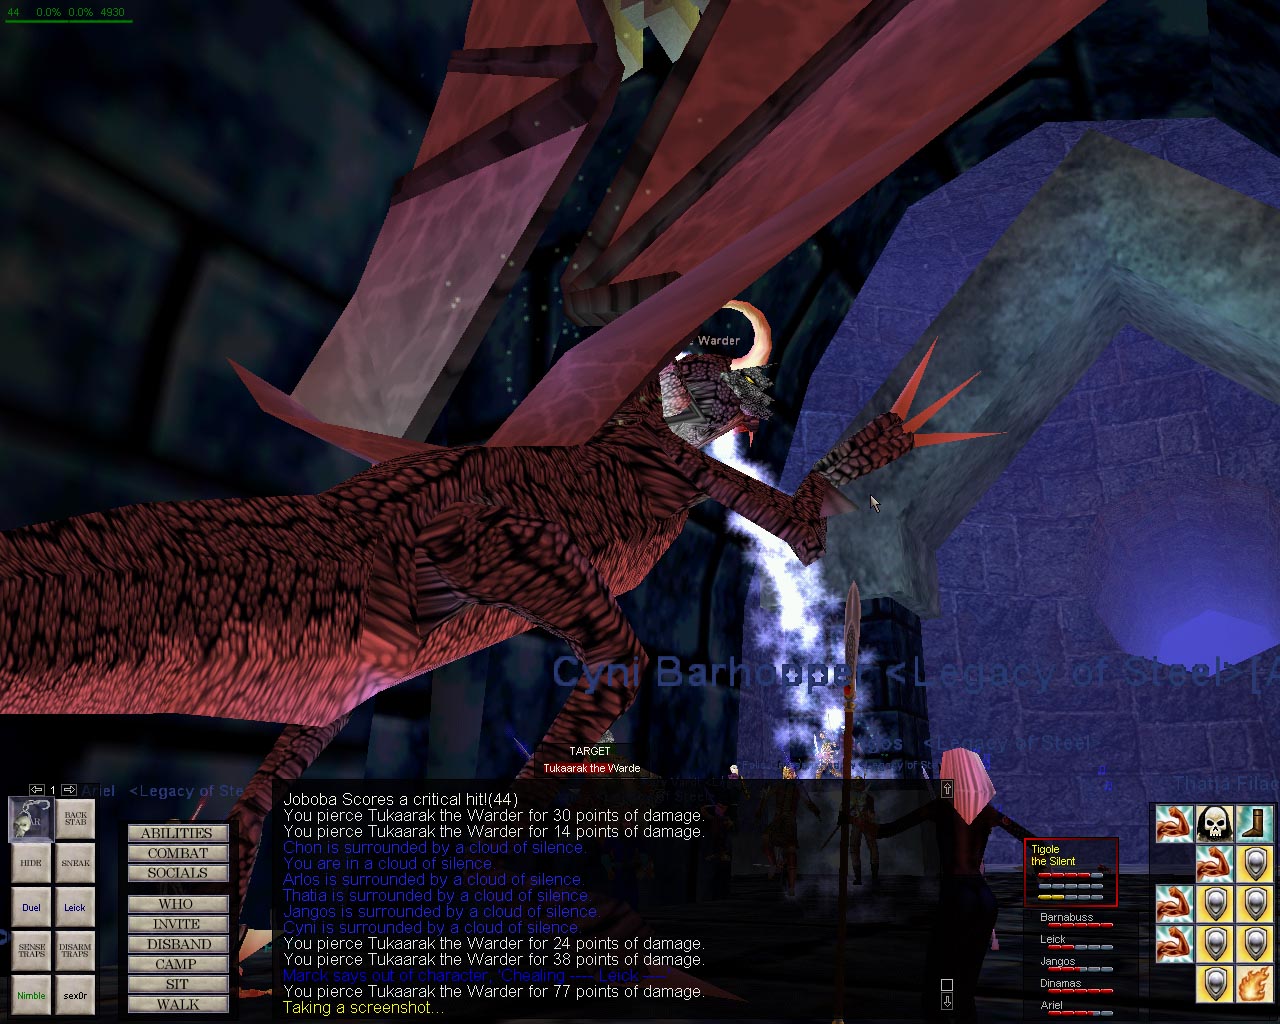 44 0.0% 0.0% 4930
Warder
Cyni Barhopper <Legacy of Steel> [A
Thatia Filad
TARGET
Tukaarak the Warde
1
Ariel <Legacy of Ste
BACK STAB
HIDE
SNEAK
Duel
Leick
SENSE TRAPS
DISARM TRAPS
Nimble
sex0r
ABILITIES
COMBAT
SOCIALS
WHO
INVITE
DISBAND
CAMP
SIT
WALK
Joboba Scores a critical hit!(44)
You pierce Tukaarak the Warder for 30 points of damage.
You pierce Tukaarak the Warder for 14 points of damage.
Chon is surrounded by a cloud of silence.
You are in a cloud of silence.
Arlos is surrounded by a cloud of silence.
Thatia is surrounded by a cloud of silence.
Jangos is surrounded by a cloud of silence.
Cyni is surrounded by a cloud of silence.
You pierce Tukaarak the Warder for 24 points of damage.
You pierce Tukaarak the Warder for 38 points of damage.
Marck says out of character, 'Chealing ---- Leick ----
You pierce Tukaarak the Warder for 77 points of damage.
Taking a screenshot...
Tigole
the Silent
Barnabuss
Leick
Jangos
Dinamas
Ariel